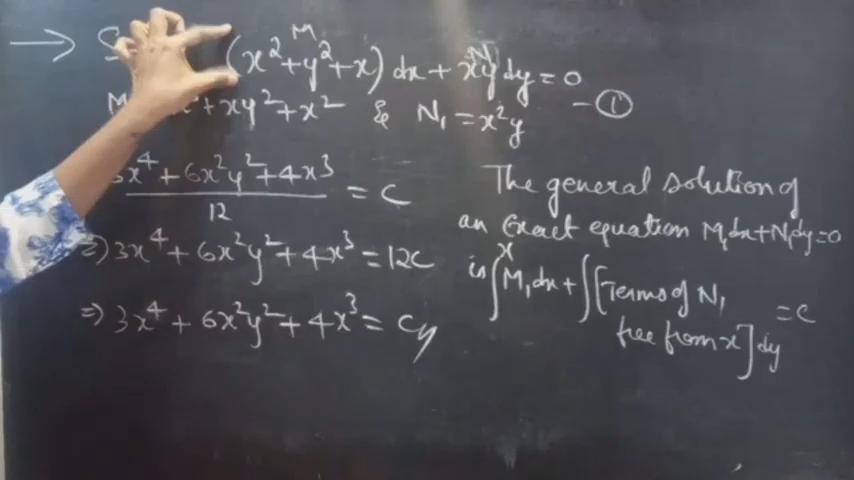 → S (x²+y²+x) dx + xy dy = 0
M N
— ①
M + xy² + x² & N₁ = x²y
3x⁴ + 6x²y² + 4x³ = C
12
⇒ 3x⁴ + 6x²y² + 4x³ = 12C
⇒ 3x⁴ + 6x²y² + 4x³ = C//
The general solution of
an Exact equation M₁dx+N₁dy=0
is ∫ˣ M₁dx + ∫[Terms of N₁
free from x] dy = C